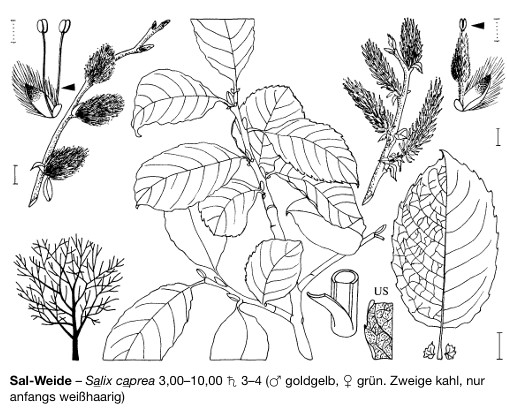 US
Sal-Weide – Salix caprea 3,00–10,00 ♄ 3–4 (♂ goldgelb, ♀ grün. Zweige kahl, nur
anfangs weißhaarig)